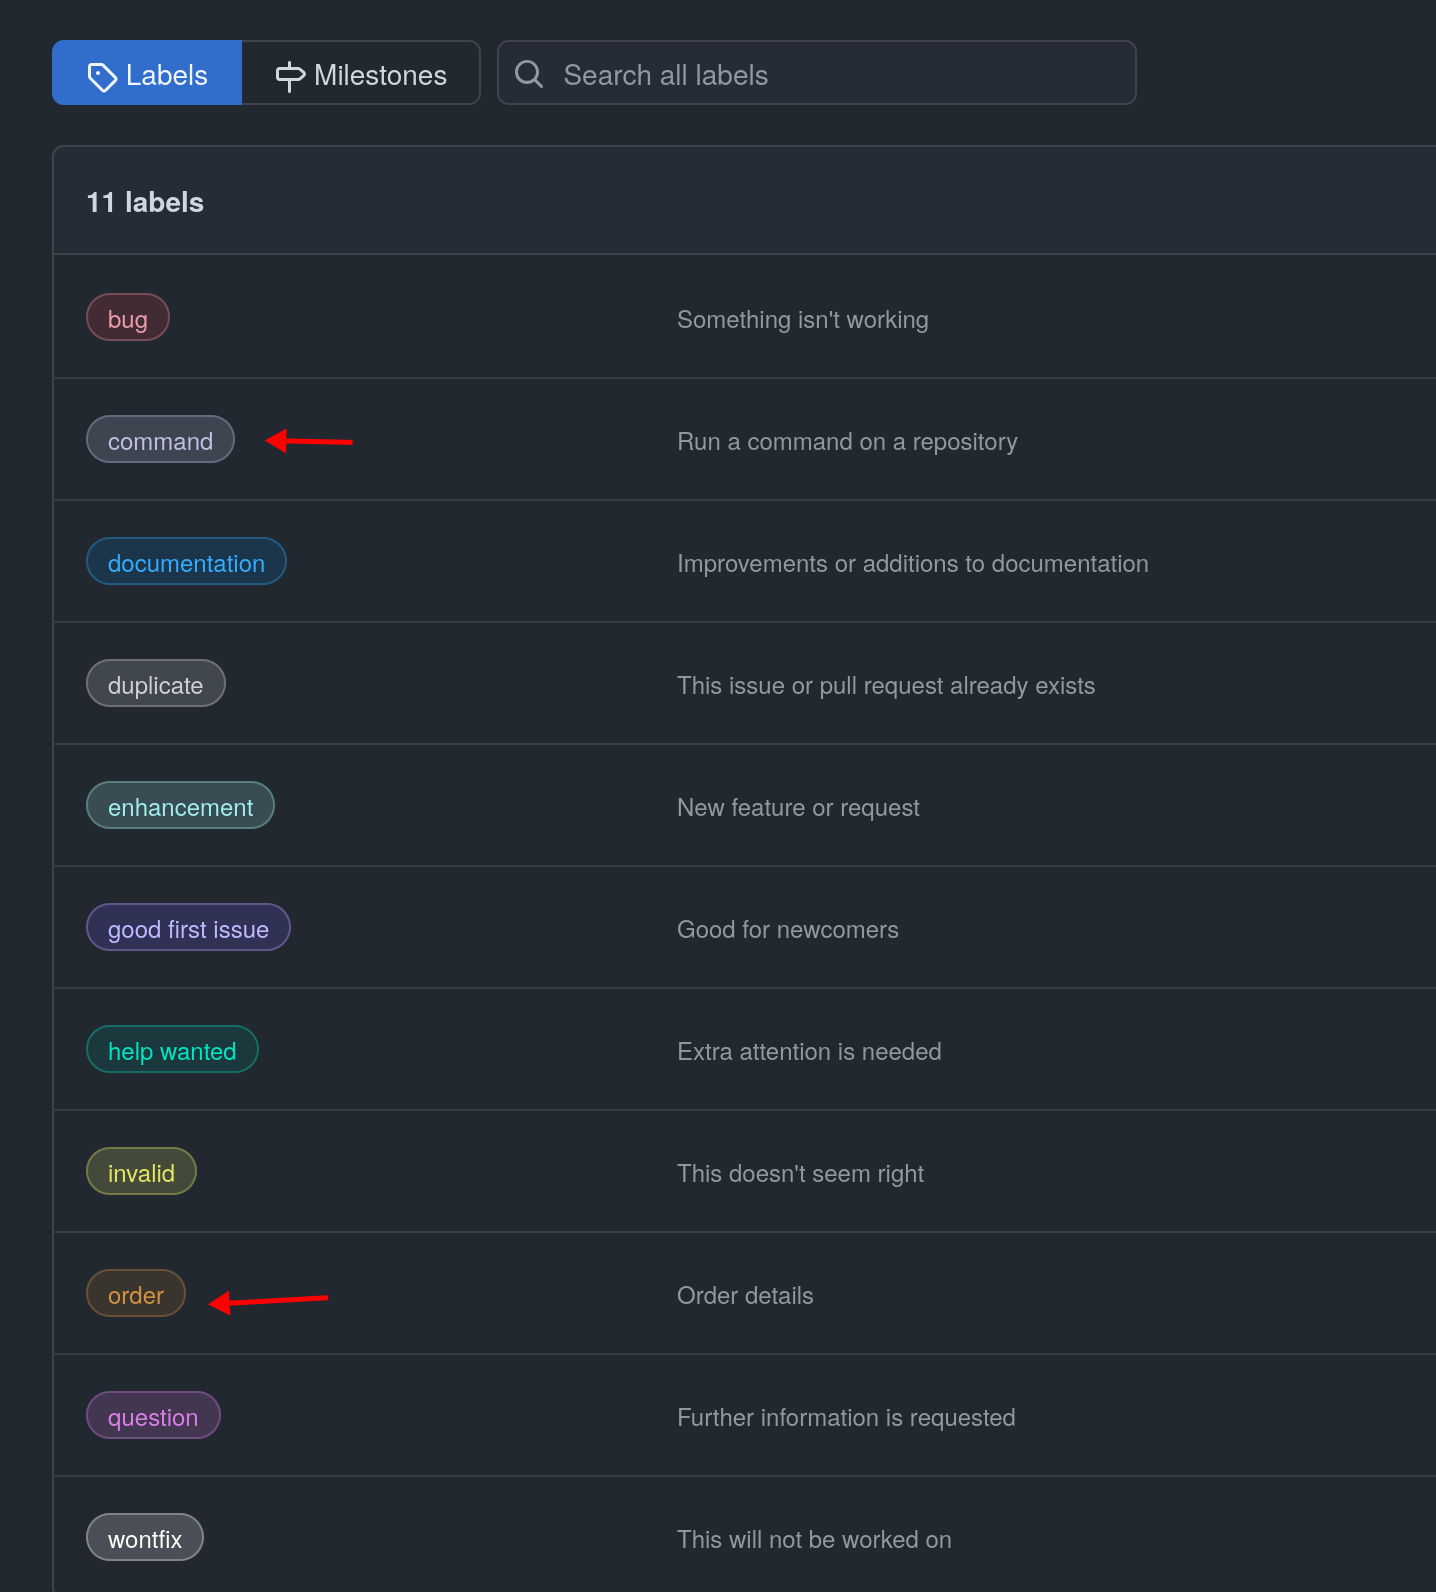 Labels Milestones Search all labels
11 labels
bug Something isn't working
command Run a command on a repository
documentation Improvements or additions to documentation
duplicate This issue or pull request already exists
enhancement New feature or request
good first issue Good for newcomers
help wanted Extra attention is needed
invalid This doesn't seem right
order Order details
question Further information is requested
wontfix This will not be worked on